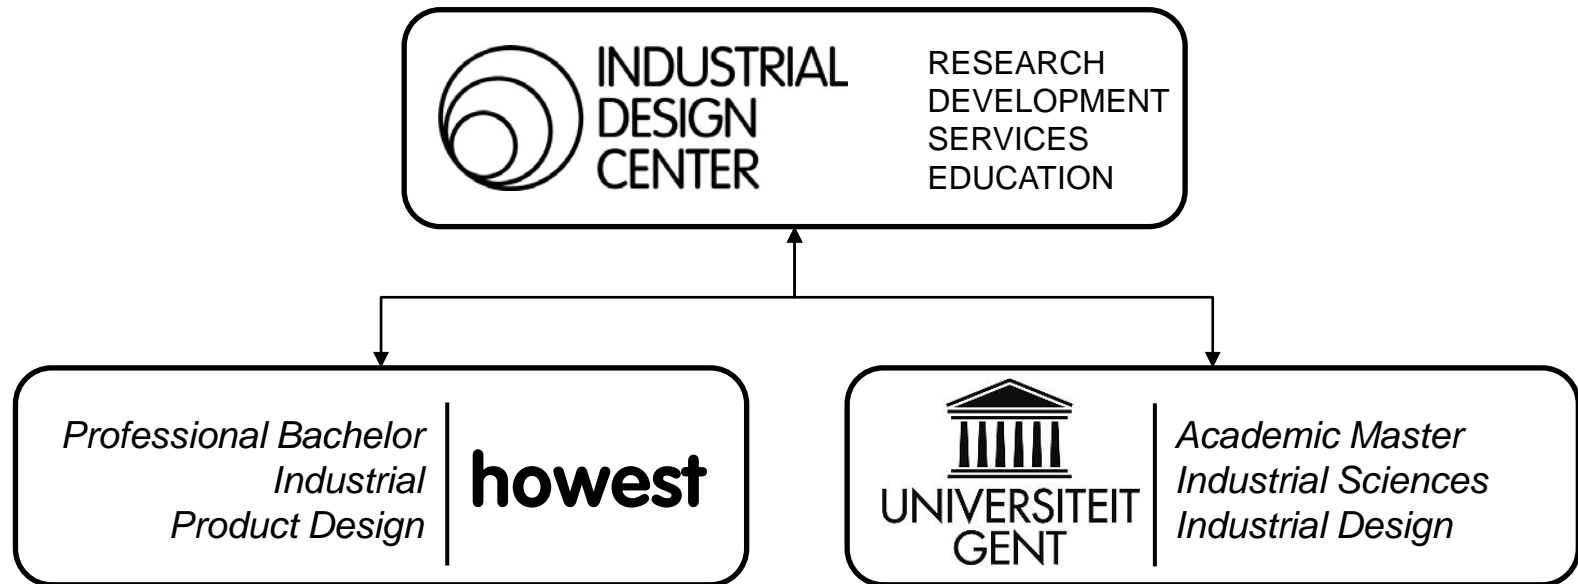 INDUSTRIAL
DESIGN
CENTER
RESEARCH
DEVELOPMENT
SERVICES
EDUCATION
Professional Bachelor
Industrial
Product Design
howest
UNIVERSITEIT
GENT
Academic Master
Industrial Sciences
Industrial Design